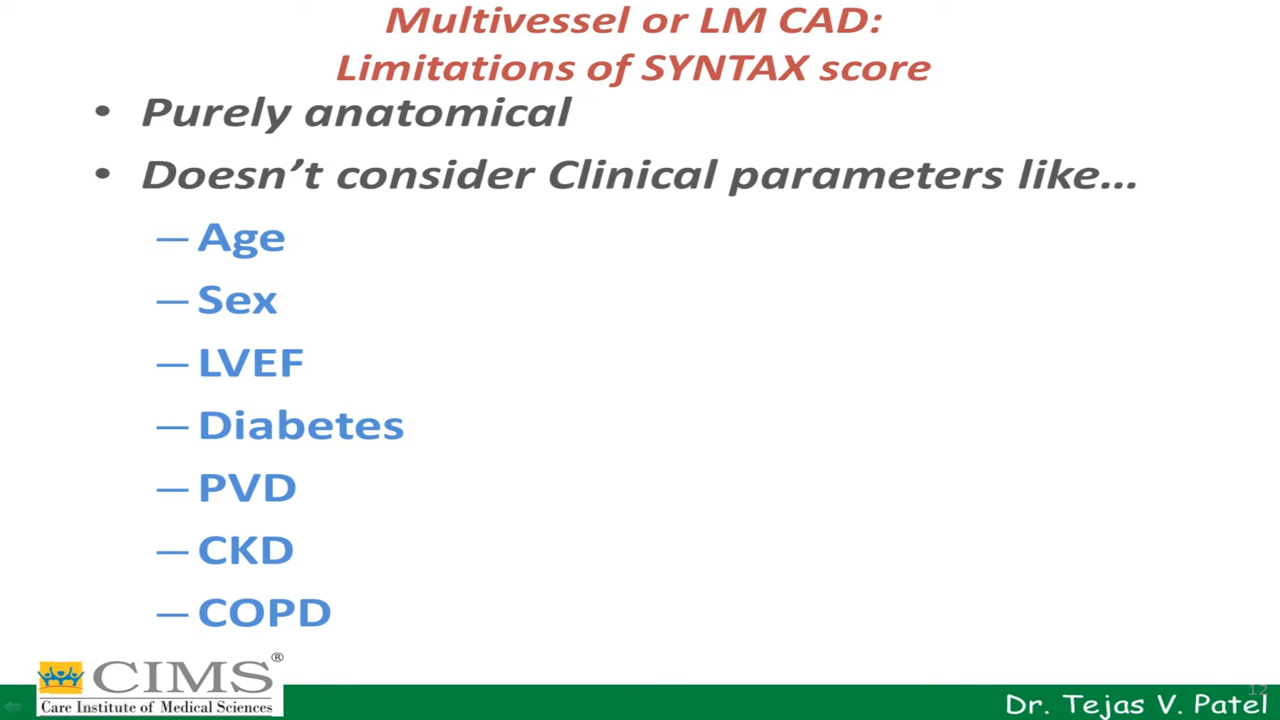 Multivessel or LM CAD:
Limitations of SYNTAX score
• Purely anatomical
• Doesn’t consider Clinical parameters like…
– Age
– Sex
– LVEF
– Diabetes
– PVD
– CKD
– COPD
CIMS®
Care Institute of Medical Sciences
12
Dr. Tejas V. Patel